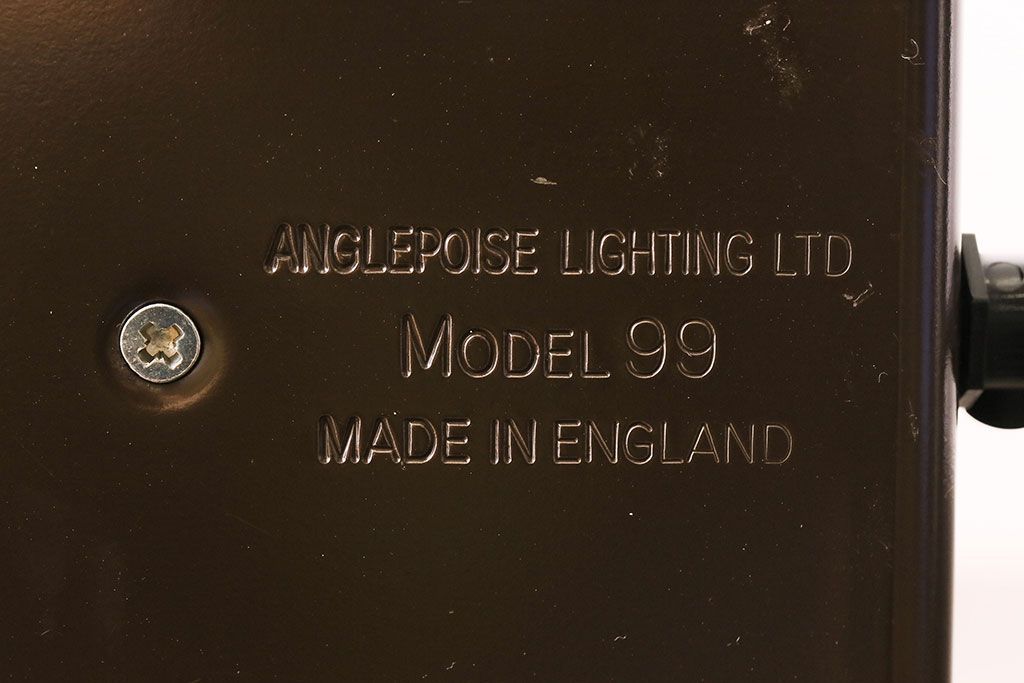 ANGLEPOISE LIGHTING LTD
MODEL 99
MADE IN ENGLAND